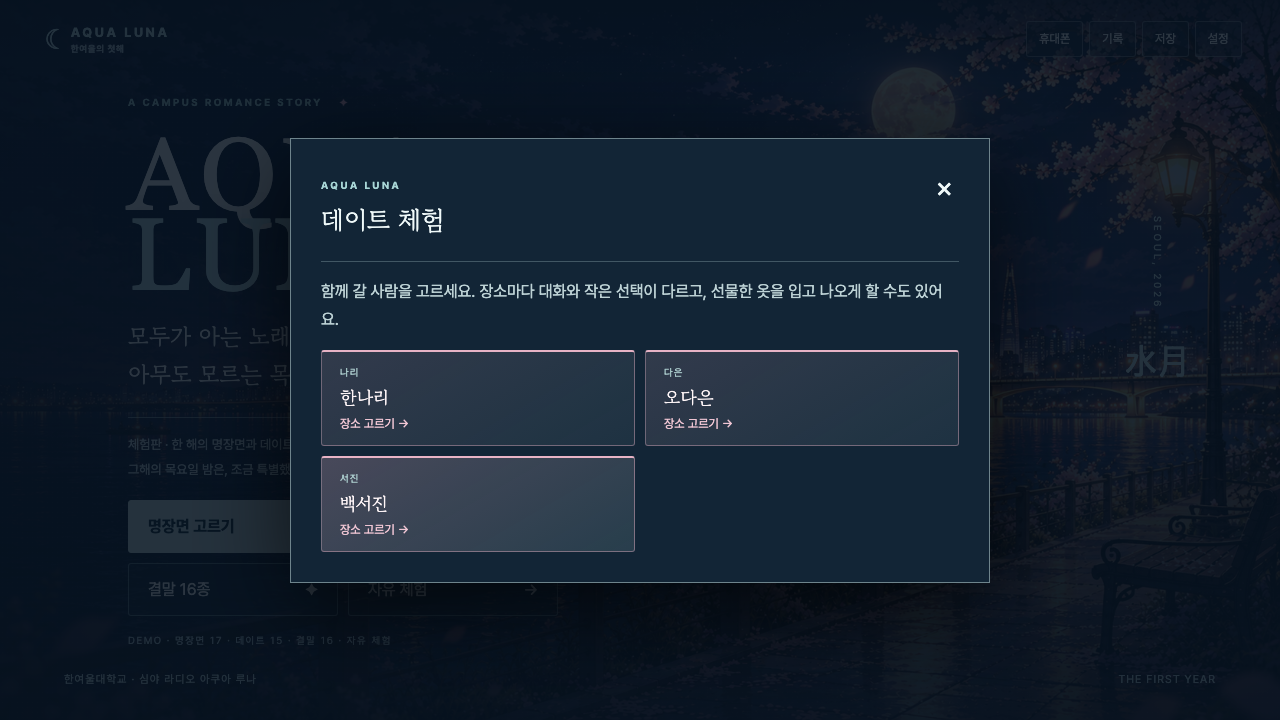 AQUA LUNA
한여울의 첫해
휴대폰
기록
저장
설정
A CAMPUS ROMANCE STORY
AQ
LU
모두가 아는 노래
아무도 모르는 목
체험판 · 한 해의 명장면과 데이트
그해의 목요일 밤은, 조금 특별했
명장면 고르기
결말 16종
자유 체험
DEMO · 명장면 17 · 데이트 15 · 결말 16 · 자유 체험
한여울대학교 · 심야 라디오 아쿠아 루나
THE FIRST YEAR
SEOUL, 2026
水月
AQUA LUNA
데이트 체험
함께 갈 사람을 고르세요. 장소마다 대화와 작은 선택이 다르고, 선물한 옷을 입고 나오게 할 수도 있어
요.
나리
한나리
장소 고르기 →
다은
오다은
장소 고르기 →
서진
백서진
장소 고르기 →